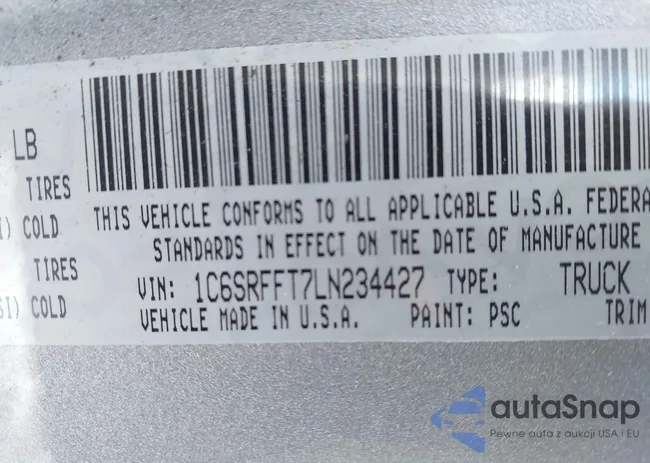 LB
TIRES
COLD
THIS VEHICLE CONFORMS TO ALL APPLICABLE U.S.A.
STANDARDS IN EFFECT ON THE DATE OF MANUFACTURE
TIRES
COLD
VIN: 1C6SRFFT7LN234427 TYPE: TRUCK
VEHICLE MADE IN U.S.A. PAINT: PSC TRIM
autaSnap
Pewne auta z aukcji USA i EU